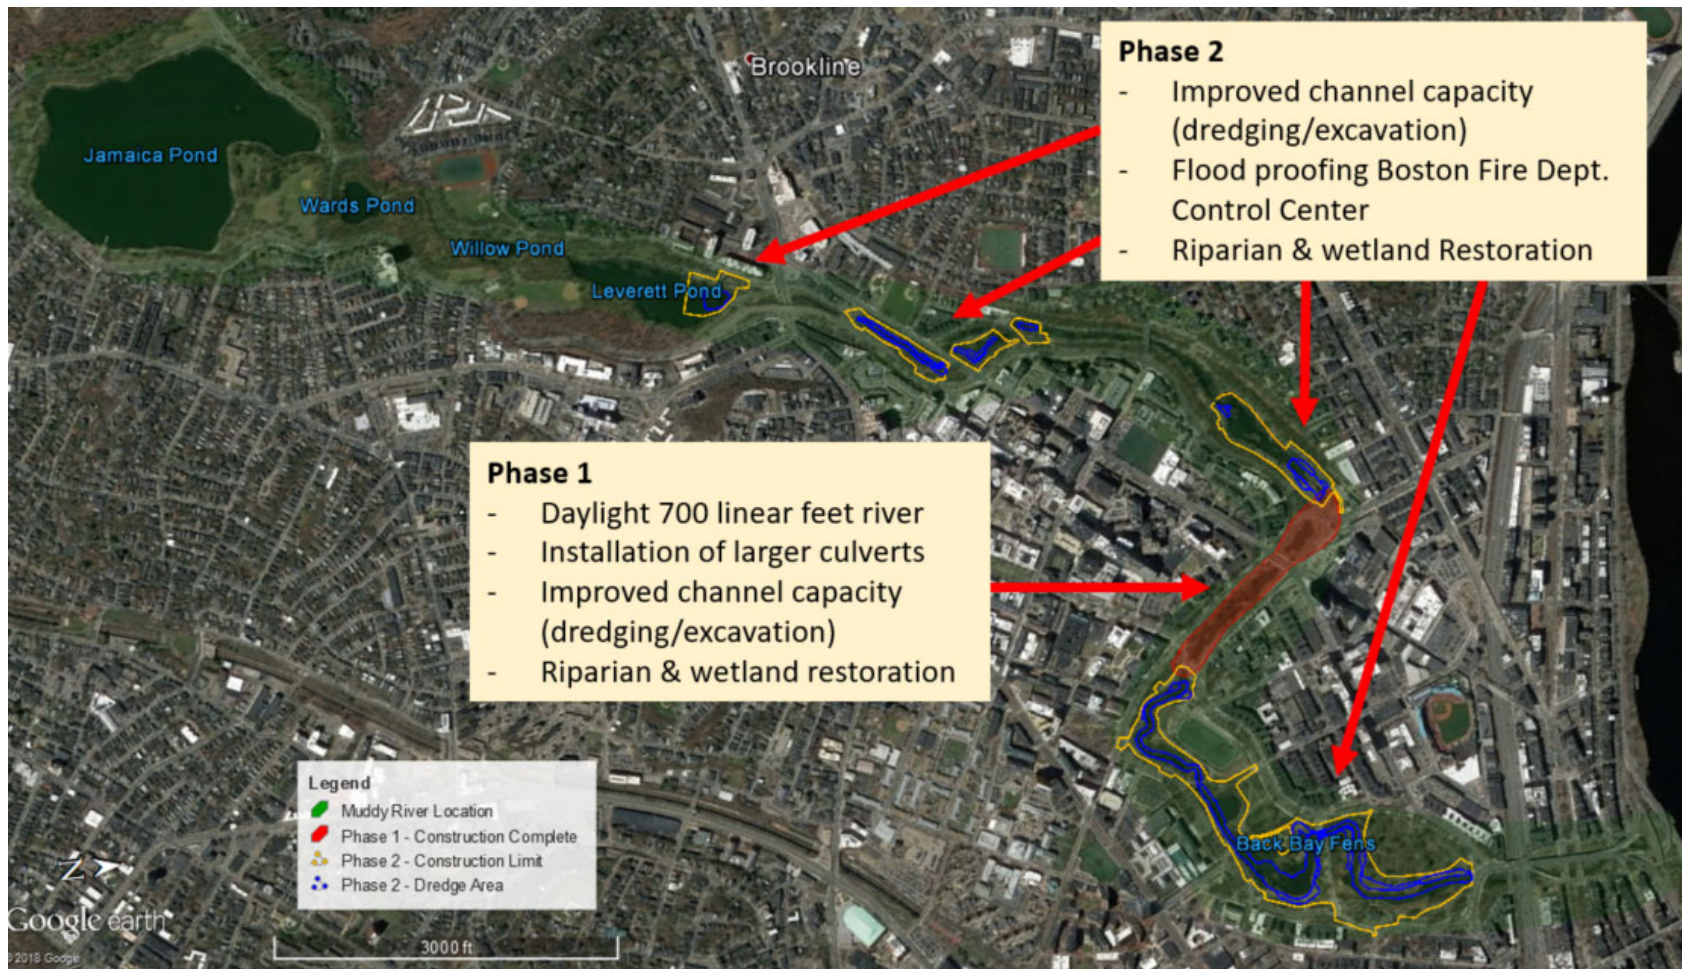 Brookline
Jamaica Pond
Wards Pond
Willow Pond
Leverett Pond
Phase 2
- Improved channel capacity
(dredging/excavation)
- Flood proofing Boston Fire Dept.
Control Center
- Riparian & wetland Restoration
Phase 1
- Daylight 700 linear feet river
- Installation of larger culverts
- Improved channel capacity
(dredging/excavation)
- Riparian & wetland restoration
Back Bay Fens
Legend
Muddy River Location
Phase 1 - Construction Complete
Phase 2 - Construction Limit
Phase 2 - Dredge Area
N
Google earth
© 2018 Google
3000 ft